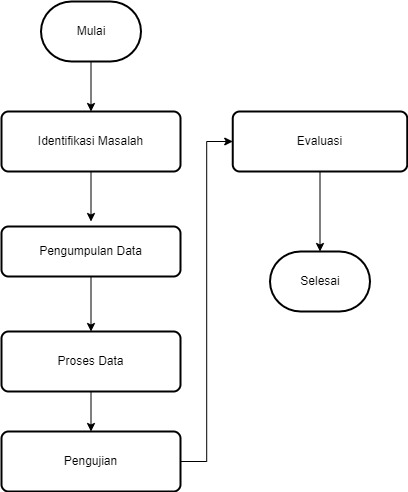 Mulai
Identifikasi Masalah
Pengumpulan Data
Proses Data
Pengujian
Evaluasi
Selesai